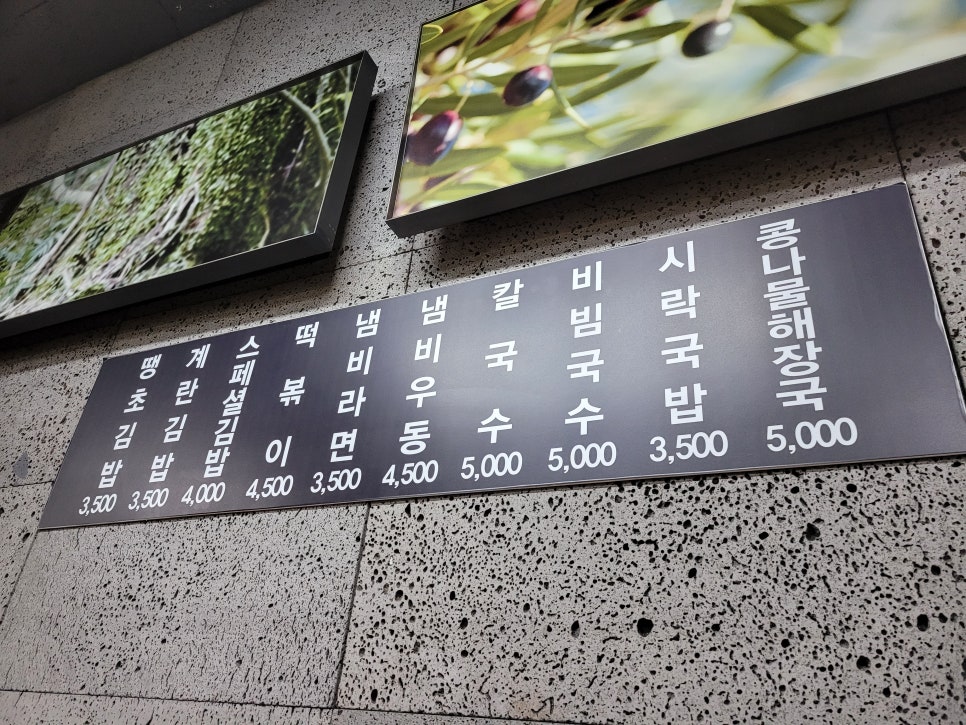 땡초김밥 3,500
계란김밥 3,500
스페셜김밥 4,000
떡볶이 4,500
냄비라면 3,500
냄비우동 4,500
칼국수 5,000
비빔국수 5,000
시락국밥 3,500
콩나물해장국 5,000